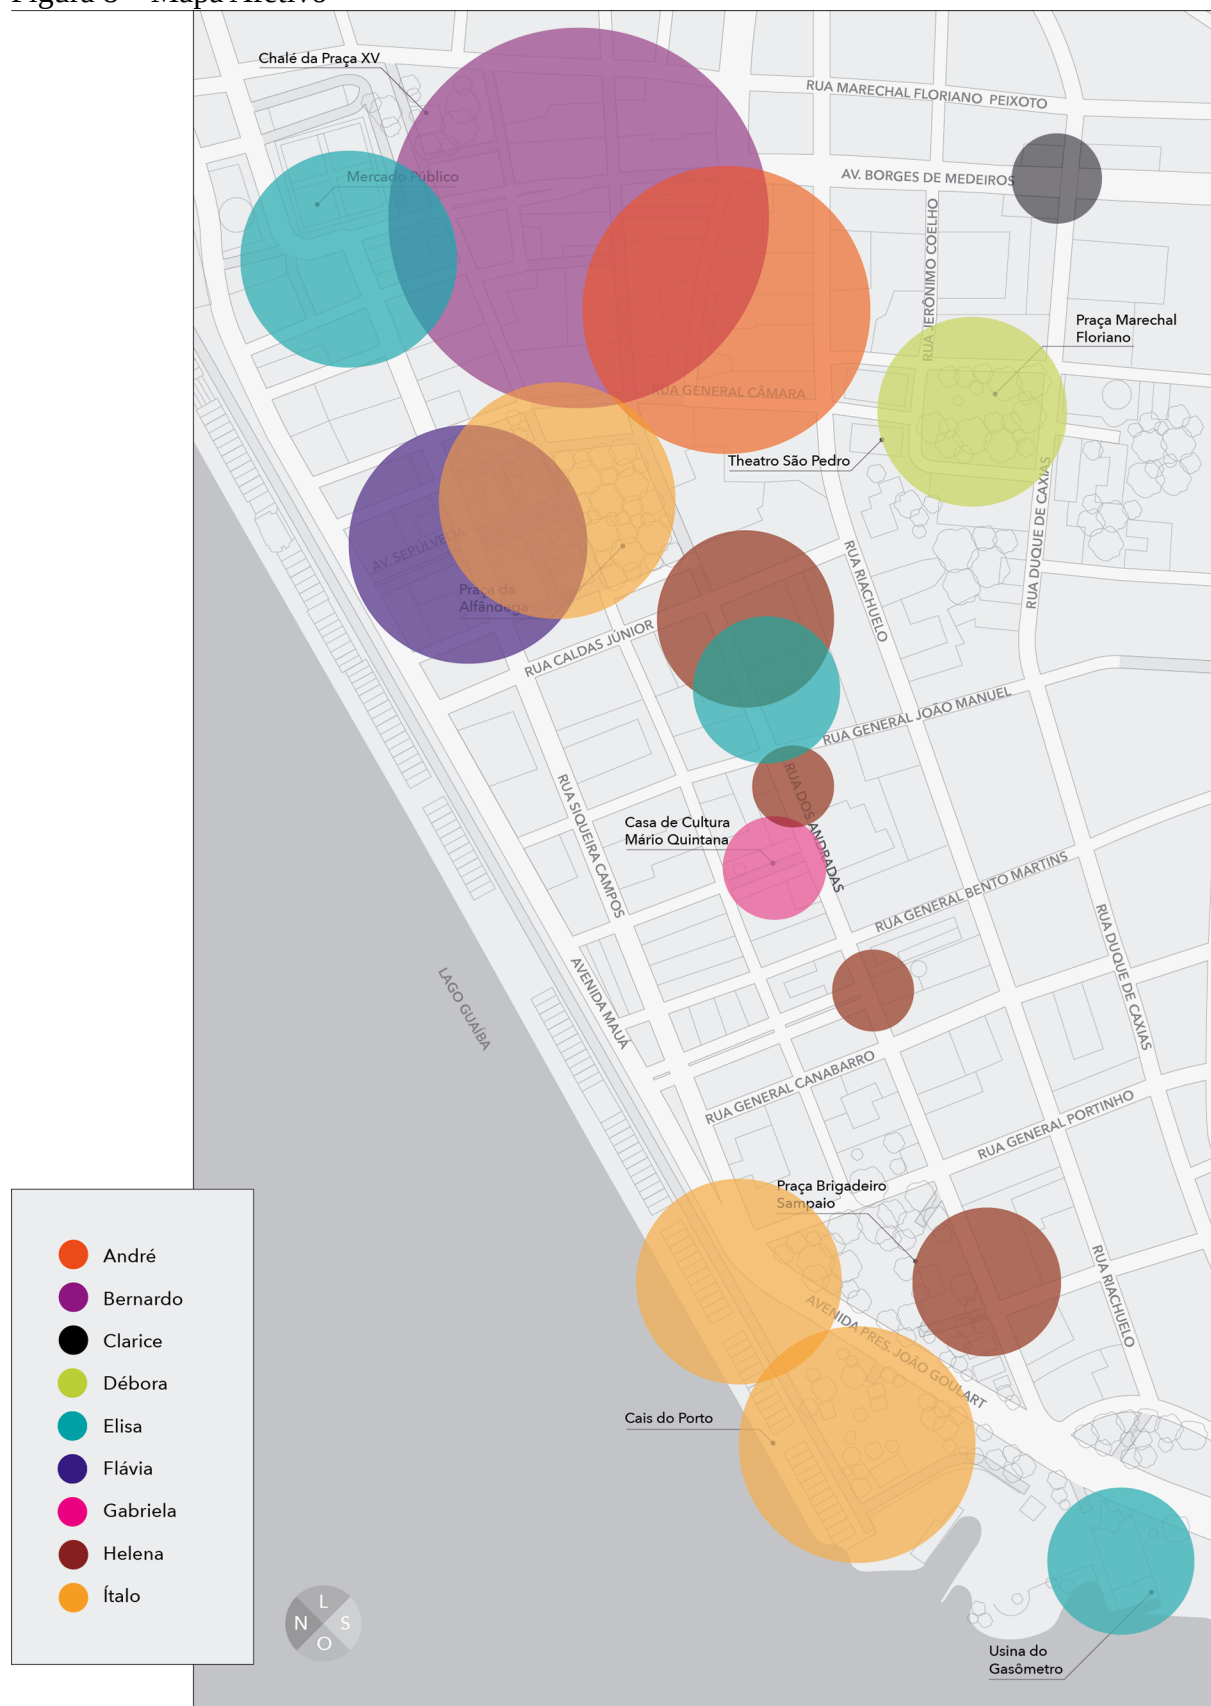 Figura 8 – Mapa Afetivo
Chalé da Praça XV
RUA MARECHAL FLORIANO PEIXOTO
Mercado Público
AV. BORGES DE MEDEIROS
RUA JERÔNIMO COELHO
Praça Marechal
Floriano
RUA GENERAL CÂMARA
Theatro São Pedro
RUA DUQUE DE CAXIAS
AV. SEPÚLVEDA
RUA RIACHUELO
Praça da
Alfândega
RUA CALDAS JÚNIOR
RUA GENERAL JOÃO MANUEL
RUA SIQUEIRA CAMPOS
RUA DOS ANDRADAS
Casa de Cultura
Mário Quintana
RUA GENERAL BENTO MARTINS
RUA DUQUE DE CAXIAS
LAGO GUAÍBA
AVENIDA MAUÁ
RUA GENERAL CANABARRO
RUA GENERAL PORTINHO
Praça Brigadeiro
Sampaio
RUA RIACHUELO
AVENIDA PRES. JOÃO GOULART
Cais do Porto
André
Bernardo
Clarice
Débora
Elisa
Flávia
Gabriela
Helena
Ítalo
L
N S
O
Usina do
Gasômetro